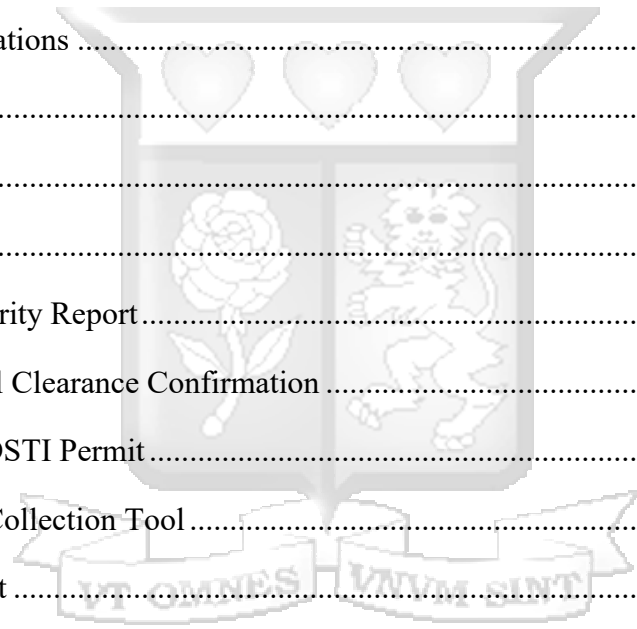 ations ........................................................................
....................................................................................
....................................................................................
....................................................................................
rity Report ..............................................................
l Clearance Confirmation .......................................
OSTI Permit .............................................................
Collection Tool ........................................................
t .................................................................................
VT OMNES VNVM SINT